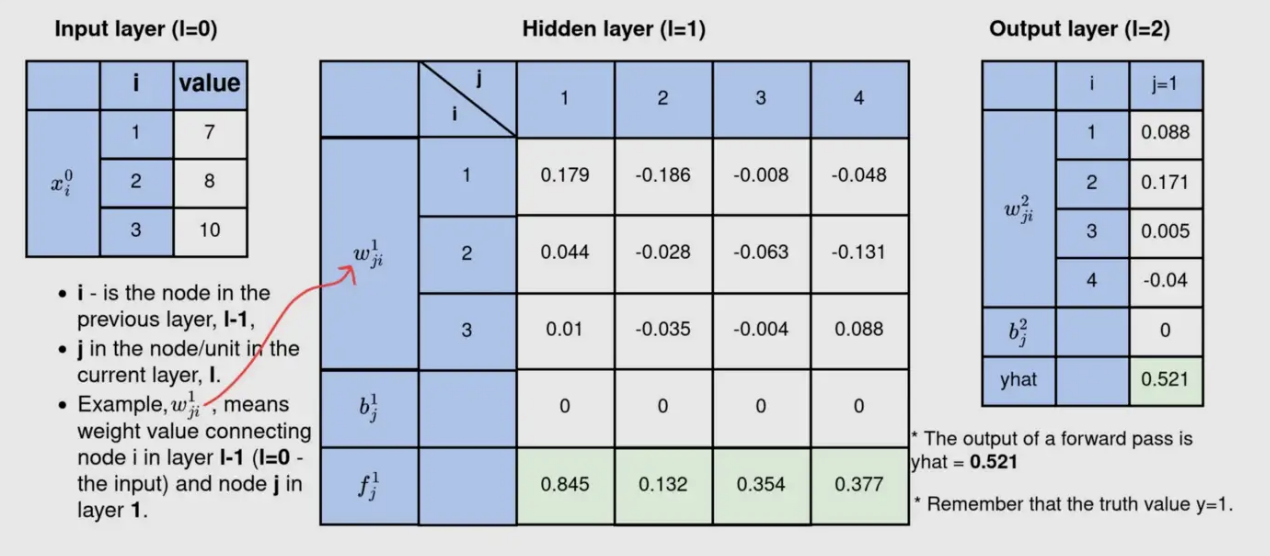 Input layer (l=0)
i value
x_i^0
1 7
2 8
3 10
• i - is the node in the
previous layer, l-1,
• j in the node/unit in the
current layer, l.
• Example, w_ji^1, means
weight value connecting
node i in layer l-1 (l=0 -
the input) and node j in
layer 1.
Hidden layer (l=1)
j
i
1 2 3 4
w_ji^1
1 0.179 -0.186 -0.008 -0.048
2 0.044 -0.028 -0.063 -0.131
3 0.01 -0.035 -0.004 0.088
b_j^1 0 0 0 0
f_j^1 0.845 0.132 0.354 0.377
Output layer (l=2)
i j=1
w_ji^2
1 0.088
2 0.171
3 0.005
4 -0.04
b_j^2 0
yhat 0.521
* The output of a forward pass is
yhat = 0.521
* Remember that the truth value y=1.